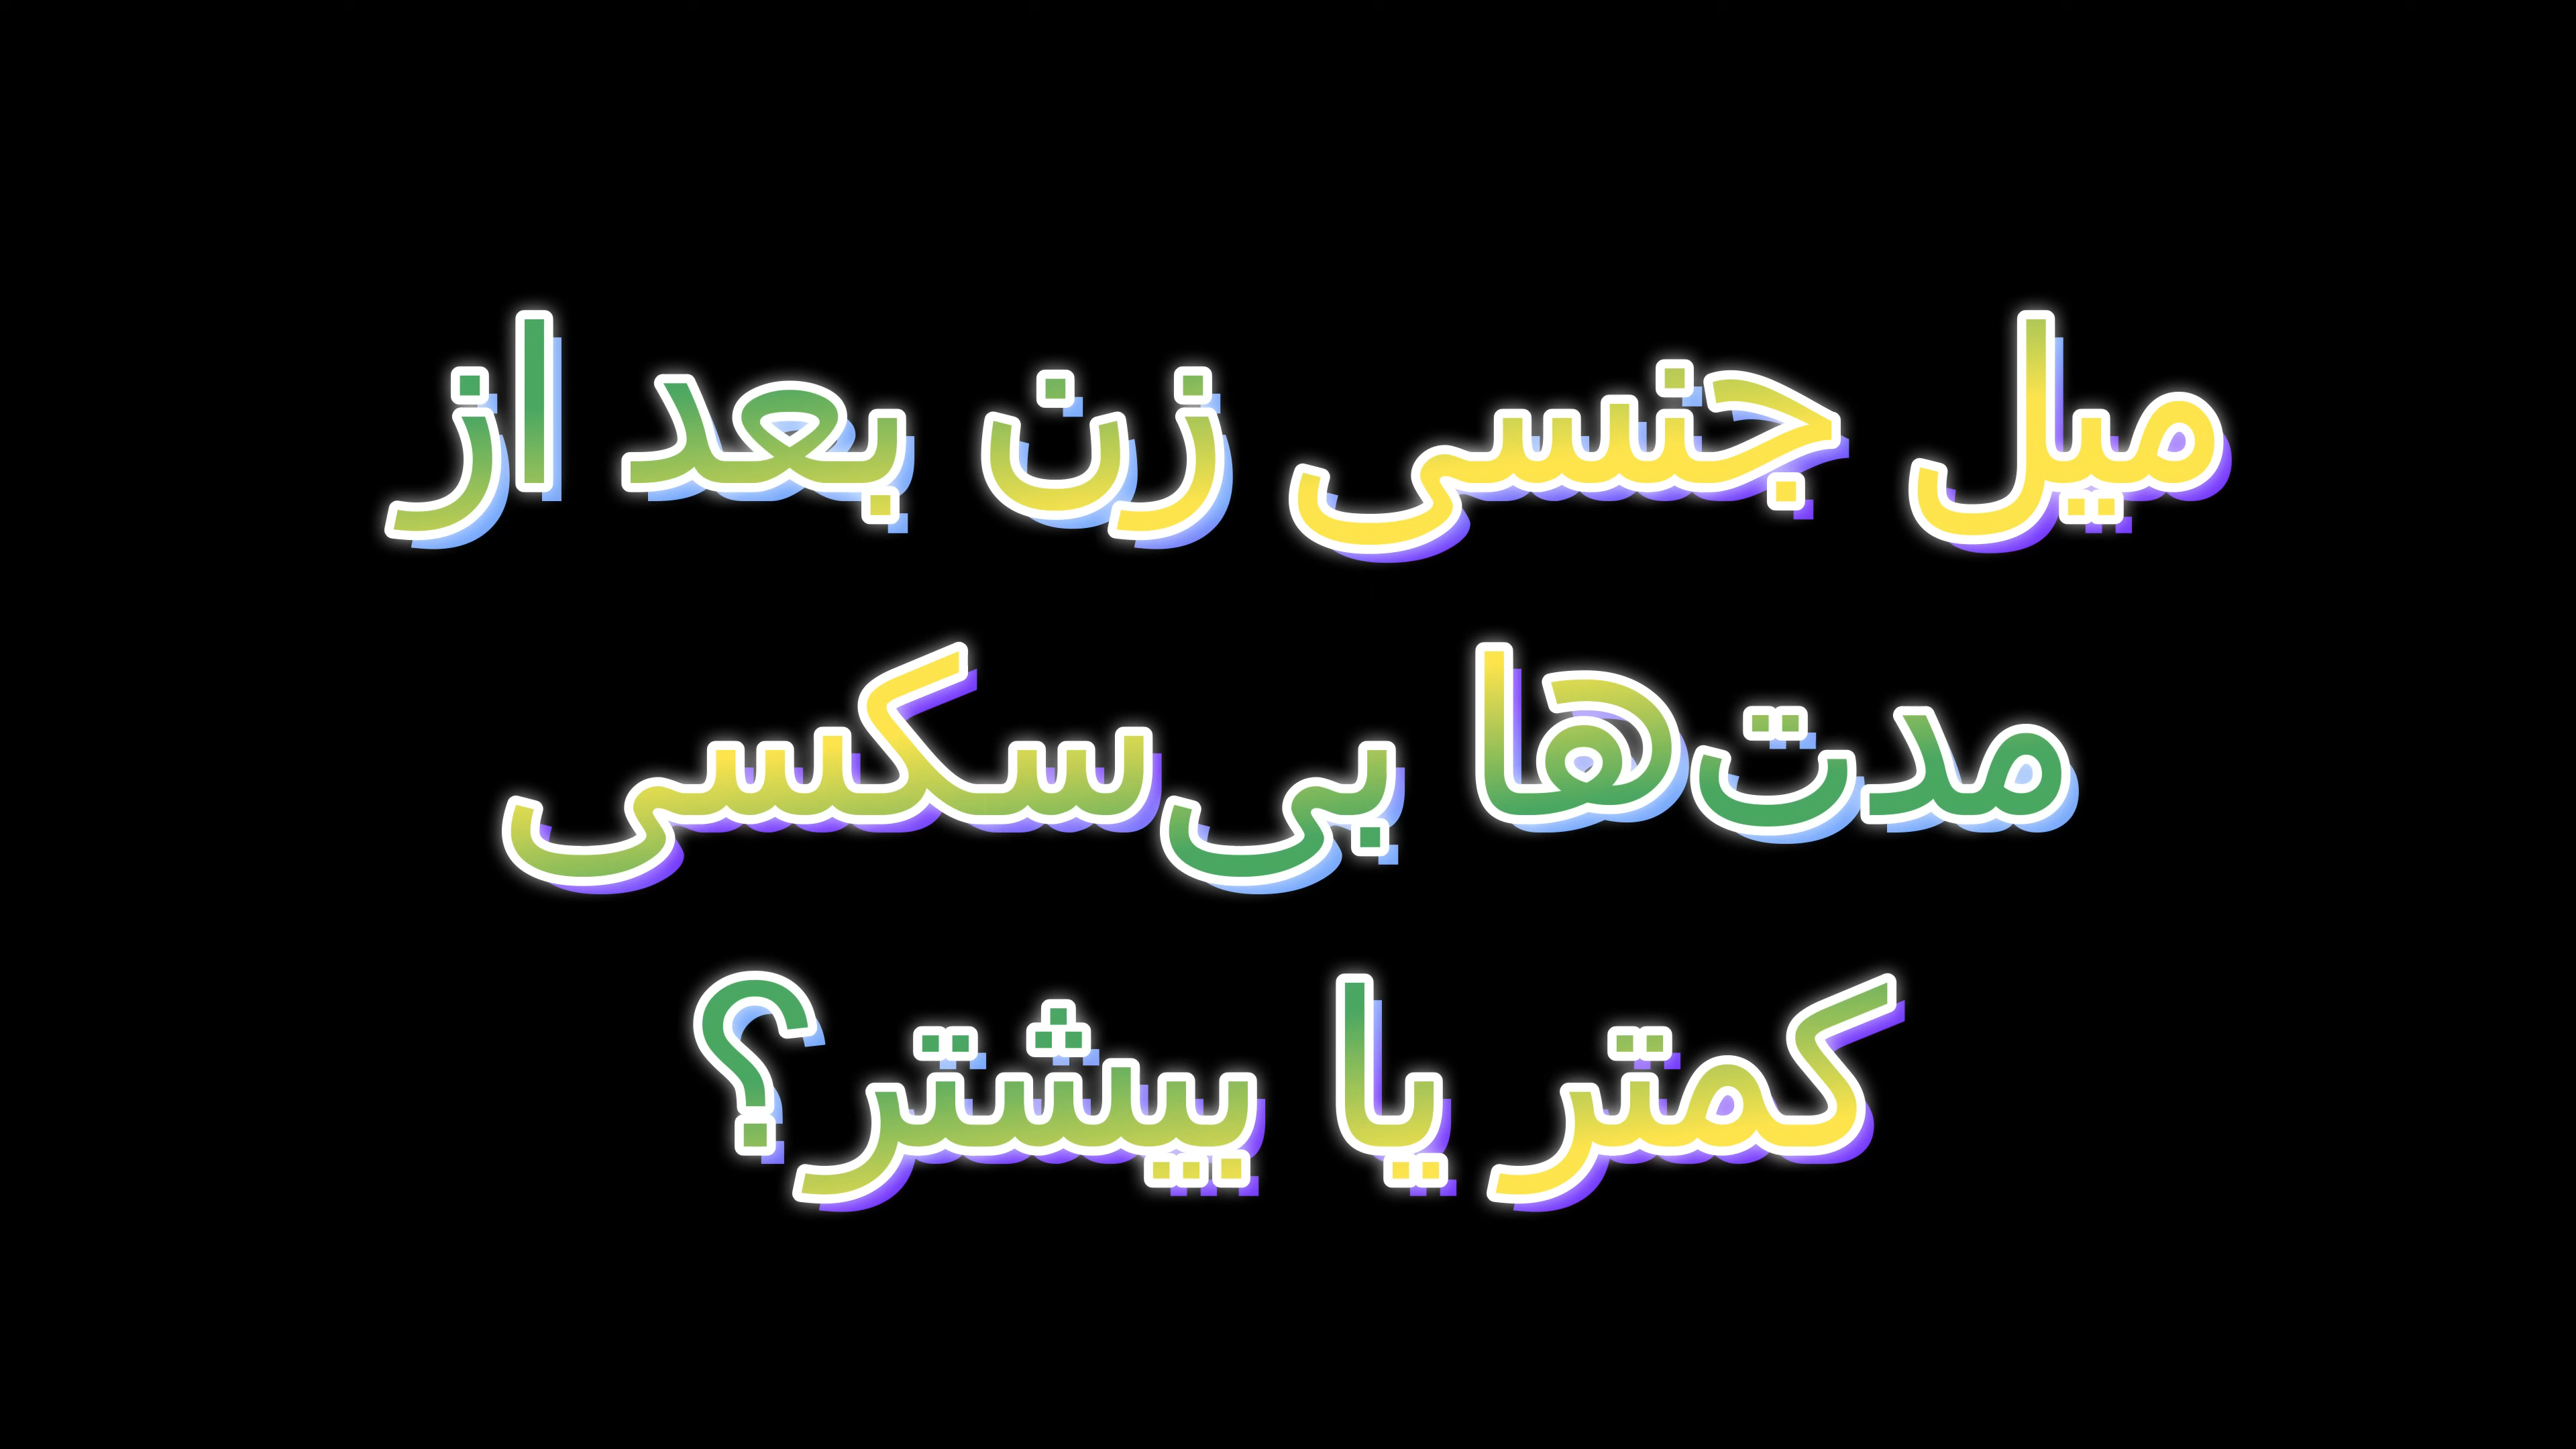 میل جنسی زن بعد از
مدت‌ها بی‌سکسی
کمتر یا بیشتر؟